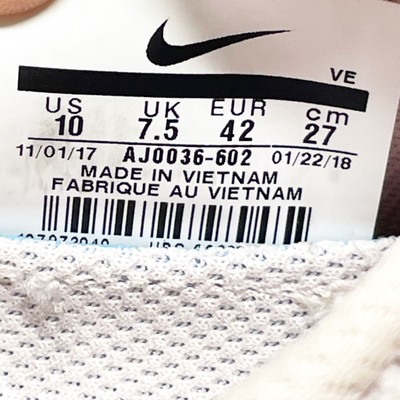 VE
US UK EUR cm
10 7.5 42 27
11/01/17 AJ0036-602 01/22/18
MADE IN VIETNAM
FABRIQUE AU VIETNAM